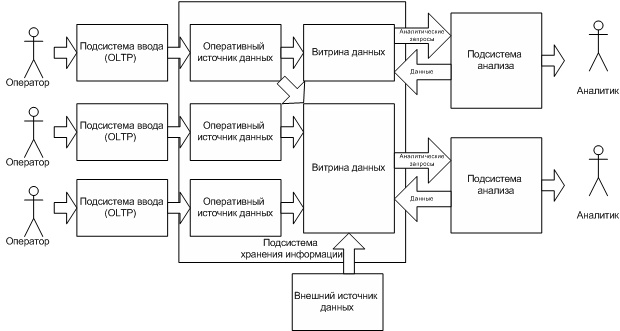 Оператор
Подсистема ввода
(OLTP)
Оперативный
источник данных
Витрина данных
Аналитические
запросы
Данные
Подсистема
анализа
Аналитик
Оператор
Подсистема ввода
(OLTP)
Оперативный
источник данных
Витрина данных
Аналитические
запросы
Данные
Подсистема
анализа
Аналитик
Оператор
Подсистема ввода
(OLTP)
Оперативный
источник данных
Подсистема
хранения информации
Внешний источник
данных